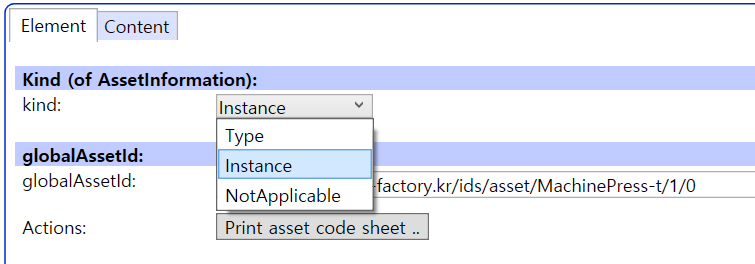 Element Content
Kind (of AssetInformation):
kind: Instance
Type
globalAssetId: Instance
globalAssetId: -factory.kr/ids/asset/MachinePress-t/1/0
NotApplicable
Actions: Print asset code sheet ..